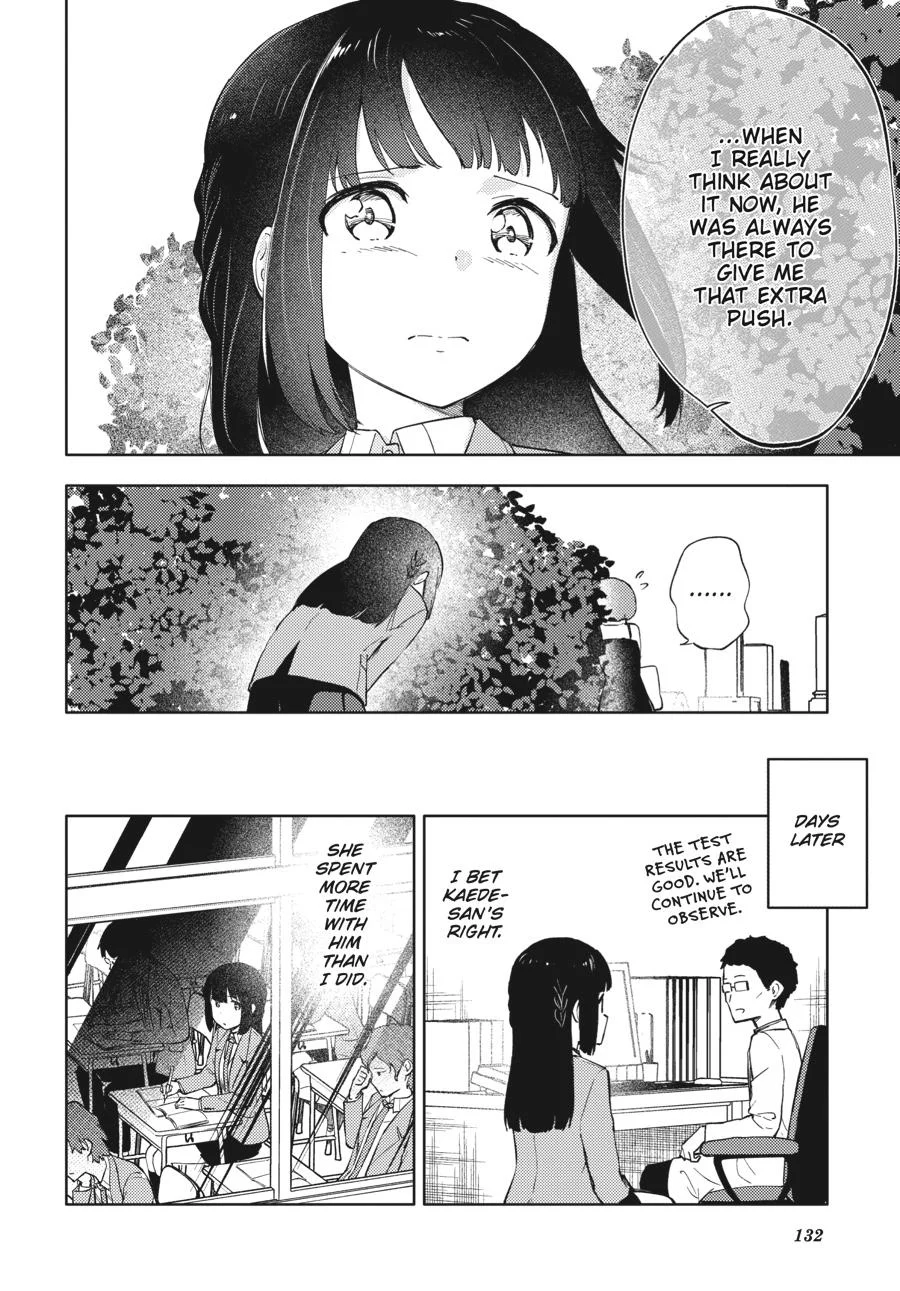 ...WHEN
I REALLY
THINK ABOUT
IT NOW, HE
WAS ALWAYS
THERE TO
GIVE ME
THAT EXTRA
PUSH.
......
DAYS
LATER
THE TEST
RESULTS ARE
GOOD. WE'LL
CONTINUE TO
OBSERVE.
I BET
KAEDE-
SAN'S
RIGHT.
SHE
SPENT
MORE
TIME
WITH
HIM
THAN
I DID.
132